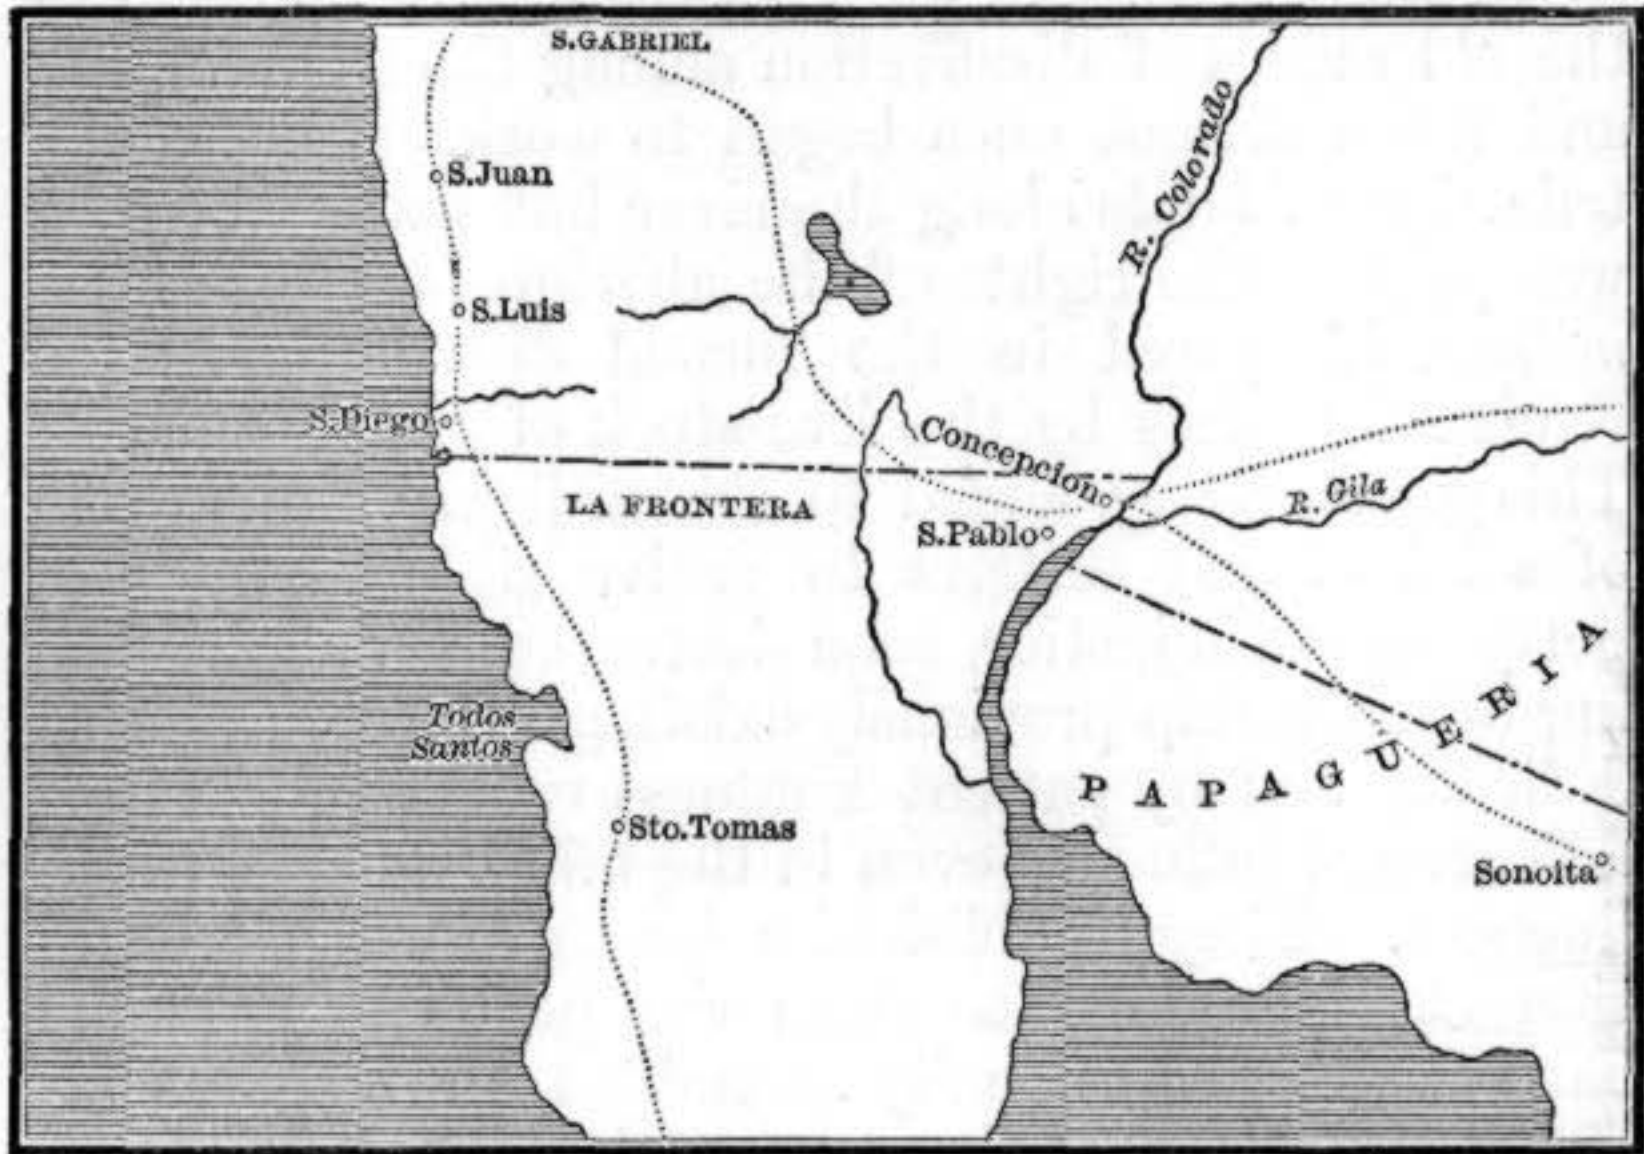 S.GABRIEL
R. Colorado
S.Juan
S.Luis
S.Diego
Concepcion
R. Gila
LA FRONTERA
S.Pablo
PAPAGUERIA
Todos
Santos
Sto.Tomas
Sonoita